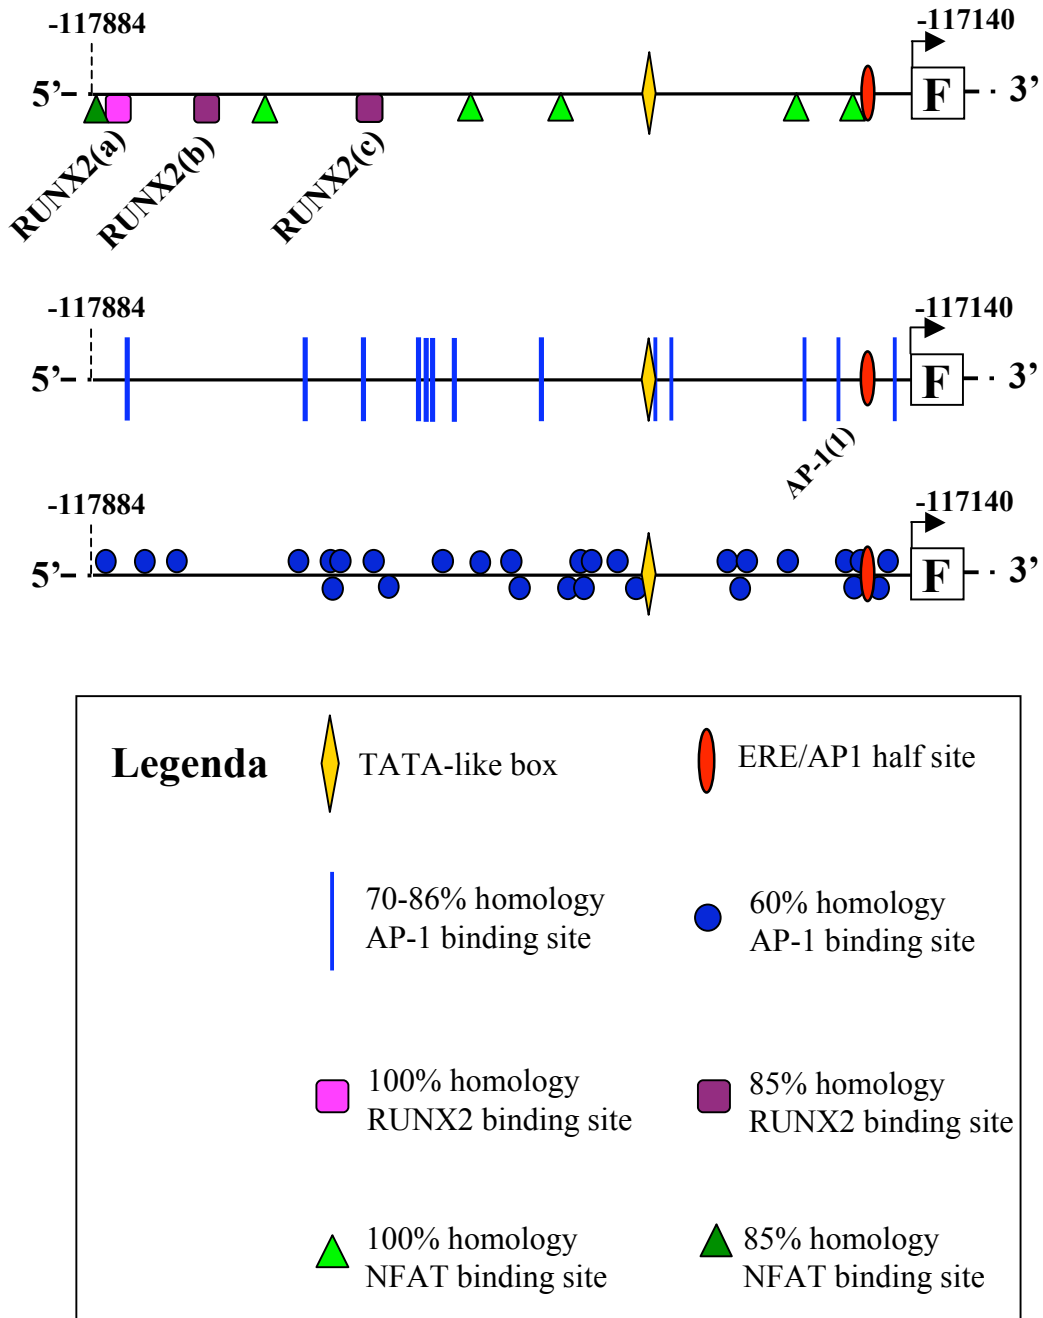 -117884
-117140
5’
F
3’
RUNX2(a)
RUNX2(b)
RUNX2(c)
-117884
-117140
5’
F
3’
AP-1(1)
-117884
-117140
5’
F
3’
Legenda
TATA-like box
ERE/AP1 half site
70-86% homology
AP-1 binding site
60% homology
AP-1 binding site
100% homology
RUNX2 binding site
85% homology
RUNX2 binding site
100% homology
NFAT binding site
85% homology
NFAT binding site